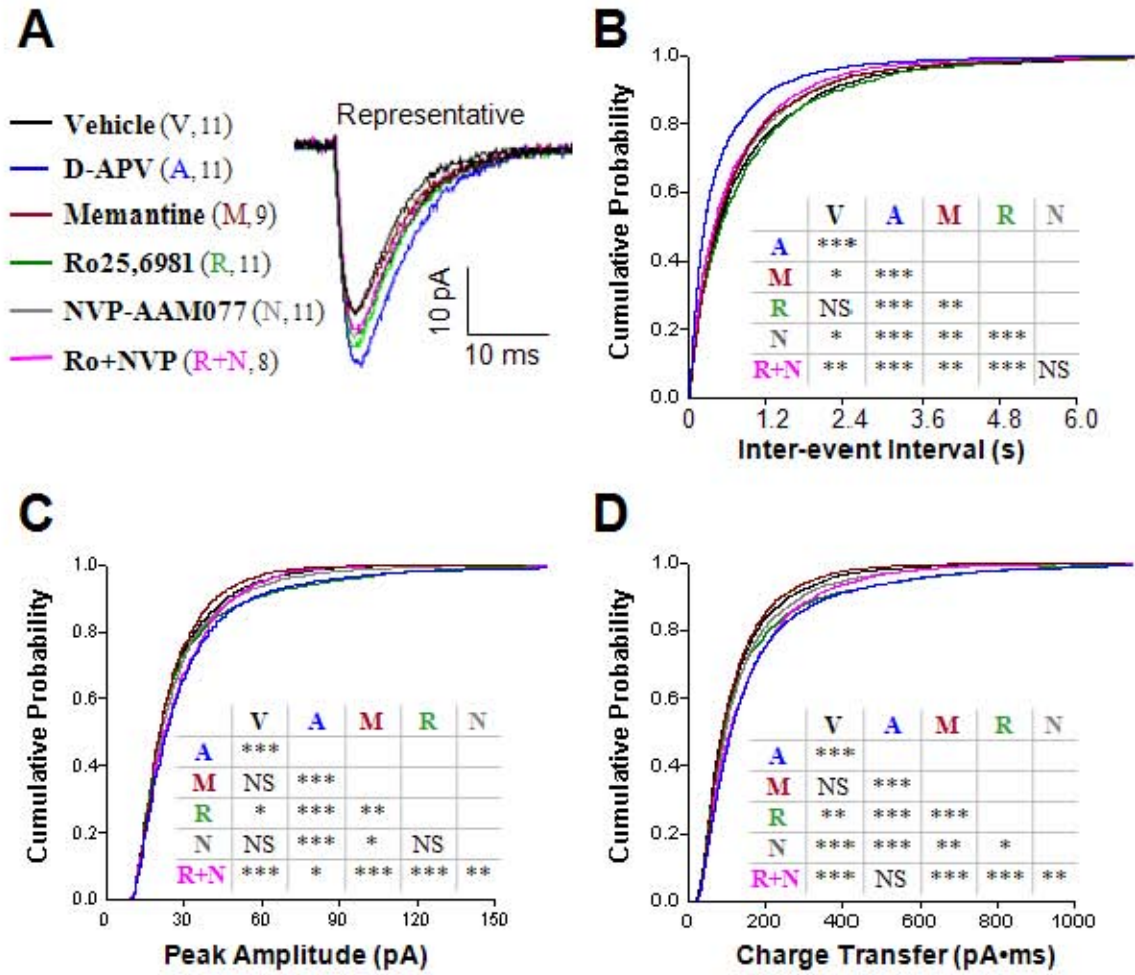 A
Representative
Vehicle (V, 11)
D-APV (A, 11)
Memantine (M, 9)
Ro25,6981 (R, 11)
NVP-AAM077 (N, 11)
Ro+NVP (R+N, 8)
10 pA
10 ms
B
Cumulative Probability
1.0
0.8
0.6
0.4
0.2
0.0
V A M R N
A ***
M * ***
R NS *** **
N * *** ** ***
R+N ** *** ** *** NS
0 1.2 2.4 3.6 4.8 6.0
Inter-event Interval (s)
C
Cumulative Probability
1.0
0.8
0.6
0.4
0.2
0.0
V A M R N
A ***
M NS ***
R * *** **
N NS *** * NS
R+N *** * *** *** **
0 30 60 90 120 150
Peak Amplitude (pA)
D
Cumulative Probability
1.0
0.8
0.6
0.4
0.2
0.0
V A M R N
A ***
M NS ***
R ** *** ***
N *** *** ** *
R+N *** NS *** *** **
0 200 400 600 800 1000
Charge Transfer (pA•ms)